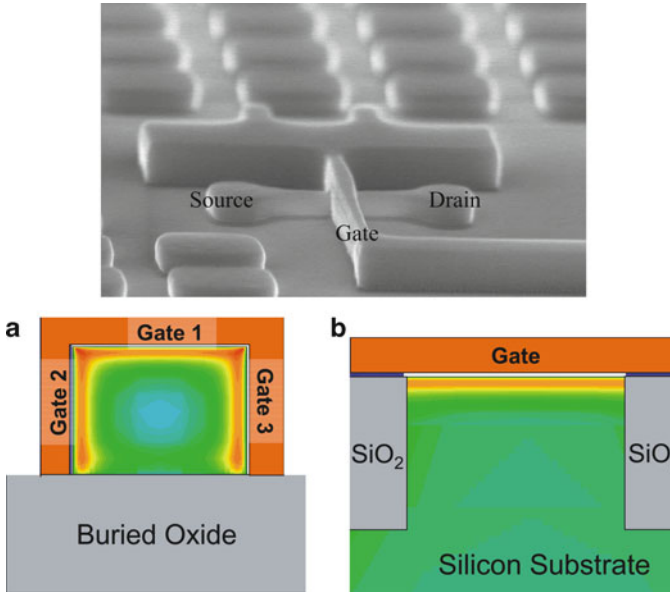 Source
Drain
Gate
a
Gate 1
Gate 2
Gate 3
Buried Oxide
b
Gate
SiO₂
SiO
Silicon Substrate